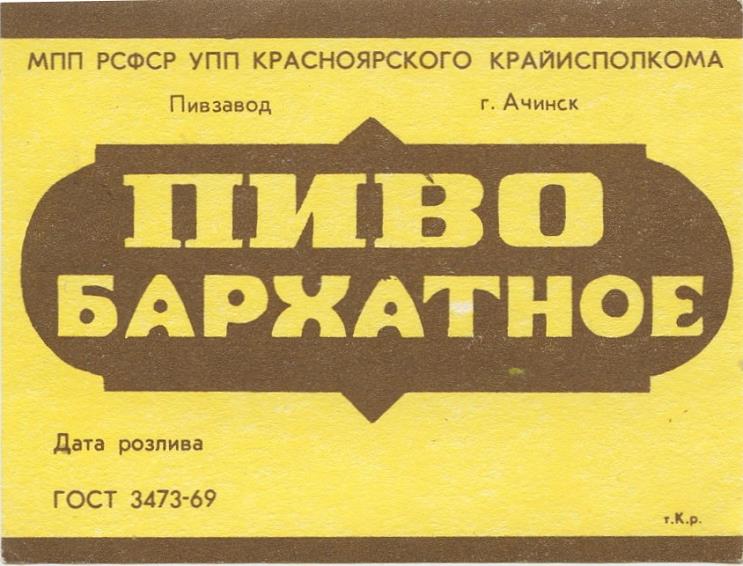 МПП РСФСР УПП КРАСНОЯРСКОГО КРАЙИСПОЛКОМА
Пивзавод г. Ачинск
ПИВО
БАРХАТНОЕ
Дата розлива
ГОСТ 3473-69
т.К.р.